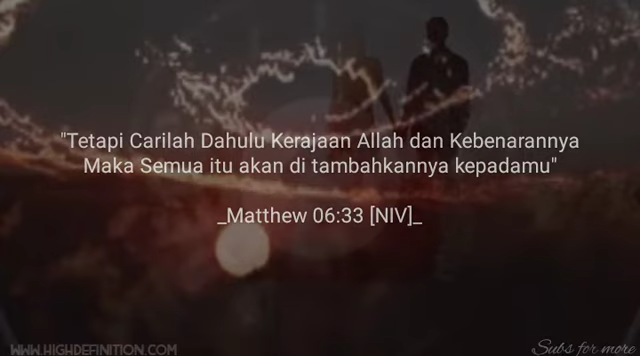 "Tetapi Carilah Dahulu Kerajaan Allah dan Kebenarannya
Maka Semua itu akan di tambahkannya kepadamu"
_Matthew 06:33 [NIV]_
WWW.HIGHDEFINITION.COM
Subs for more